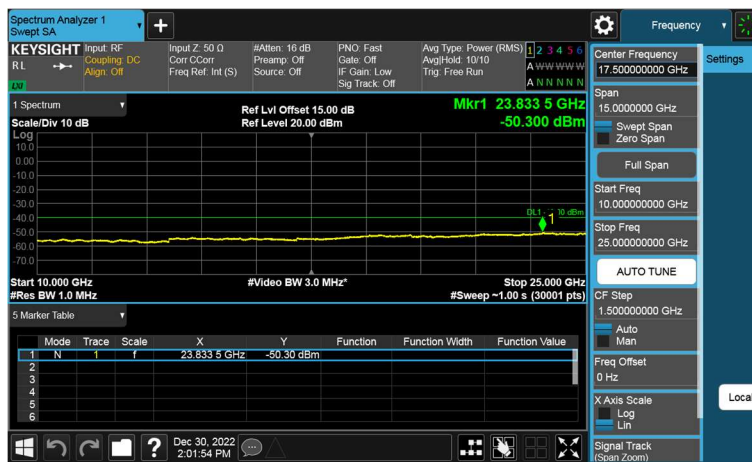 Spectrum Analyzer 1
Swept SA
Frequency
KEYSIGHT
RL
LXI
Input: RF
Coupling: DC
Align: Off
Input Z: 50 Ω
Corr CCorr
Freq Ref: Int (S)
#Atten: 16 dB
Preamp: Off
Source: Off
PNO: Fast
Gate: Off
IF Gain: Low
Sig Track: Off
Avg Type: Power (RMS)
Avg|Hold: 10/10
Trig: Free Run
1 2 3 4 5 6
A W W W W W
A N N N N N
1 Spectrum
Scale/Div 10 dB
Ref Lvl Offset 15.00 dB
Ref Level 20.00 dBm
Mkr1 23.833 5 GHz
-50.300 dBm
Log
10.0
0.00
-10.0
-20.0
-30.0
-40.0
-50.0
-60.0
-70.0
1
Start 10.000 GHz
#Res BW 1.0 MHz
#Video BW 3.0 MHz*
Stop 25.000 GHz
#Sweep ~1.00 s (30001 pts)
5 Marker Table
Mode Trace Scale X Y Function Function Width Function Value
1 N 1 f 23.833 5 GHz -50.30 dBm
2
3
4
5
6
Dec 30, 2022
2:01:54 PM
Center Frequency
17.500000000 GHz
Settings
Span
15.0000000 GHz
Swept Span
Zero Span
Full Span
Start Freq
10.000000000 GHz
Stop Freq
25.000000000 GHz
AUTO TUNE
CF Step
1.500000000 GHz
Auto
Man
Freq Offset
0 Hz
X Axis Scale
Log
Lin
Local
Signal Track
(Span Zoom)